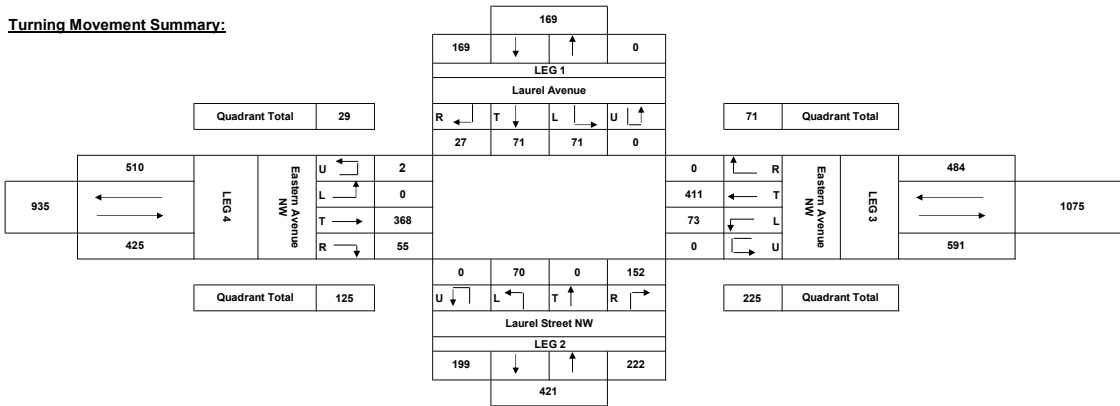 Turning Movement Summary:
169
169 0
LEG 1
Laurel Avenue
Quadrant Total 29
R T L U
71 Quadrant Total
27 71 71 0
510
935
425
LEG 4
Eastern Avenue NW
U 2
L 0
T 368
R 55
0 R
411 T
73 L
0 U
Eastern Avenue NW
LEG 3
484
1075
591
0 70 0 152
Quadrant Total 125
U L T R
225 Quadrant Total
Laurel Street NW
LEG 2
199 222
421